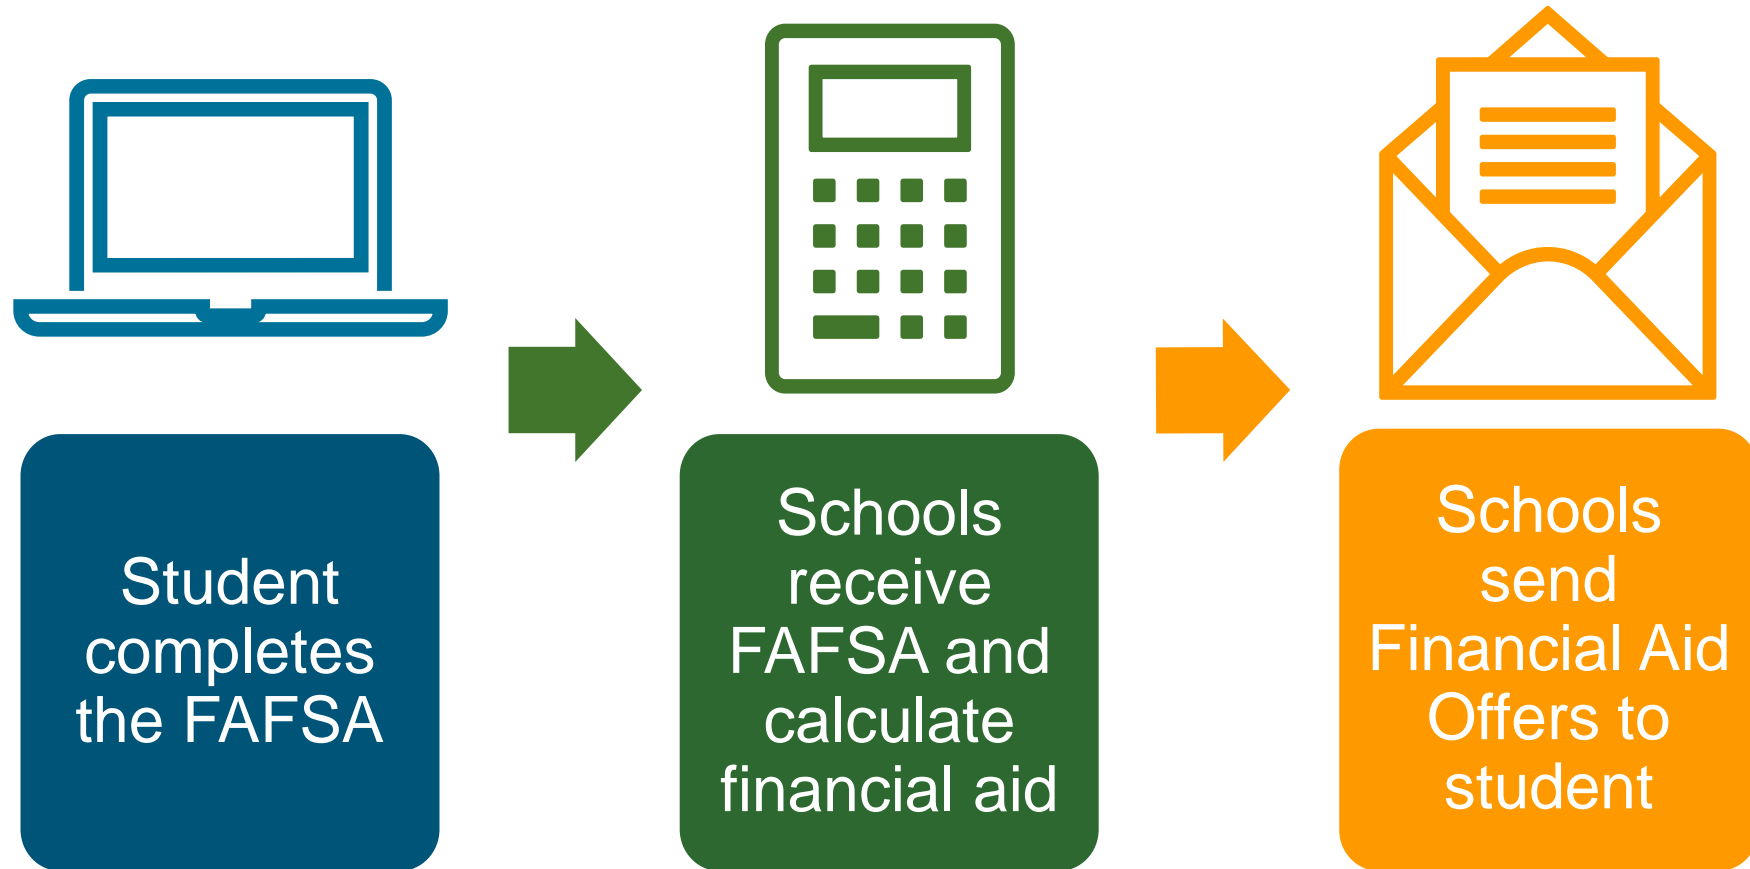 Student
completes
the FAFSA
Schools
receive
FAFSA and
calculate
financial aid
Schools
send
Financial Aid
Offers to
student